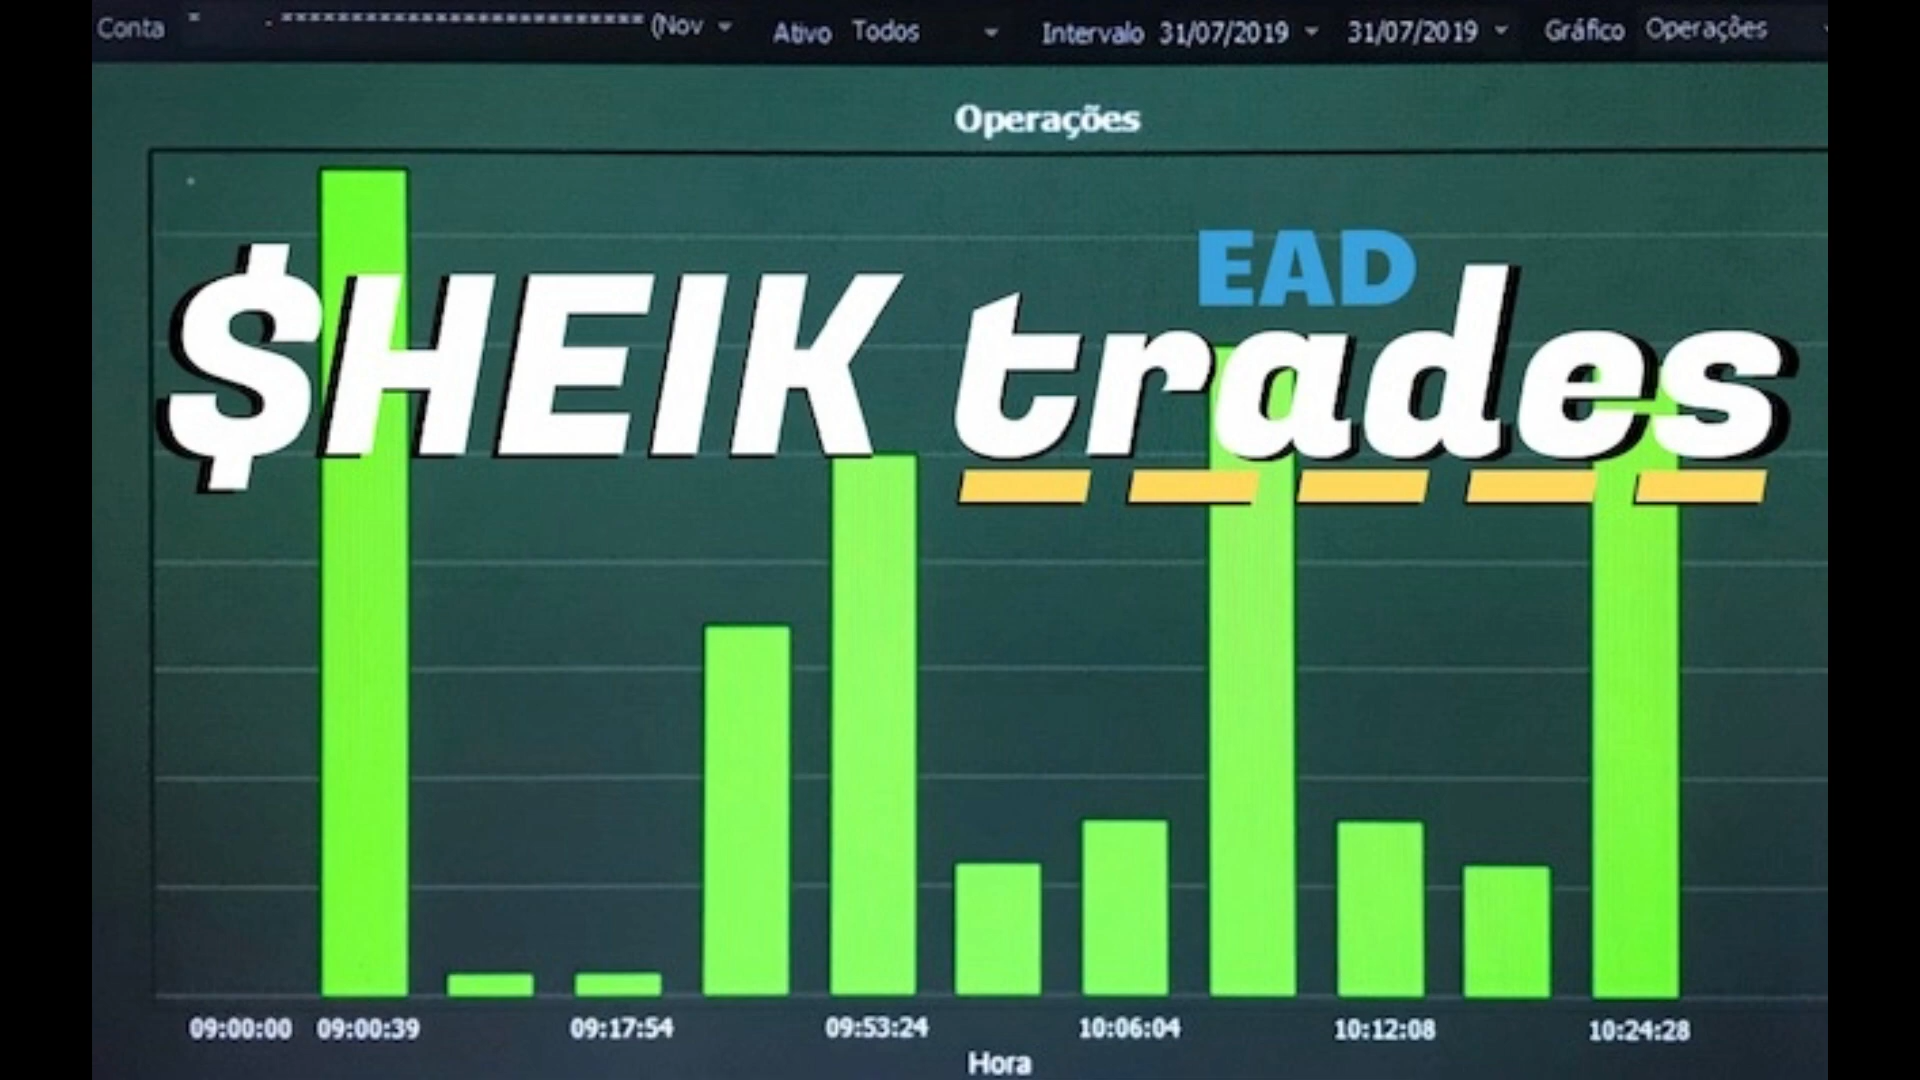 Conta (Nov Ativo Todos Intervalo 31/07/2019 31/07/2019 Gráfico Operações
Operações
EAD
$HEIK trades
09:00:00 09:00:39 09:17:54 09:53:24 10:06:04 10:12:08 10:24:28
Hora